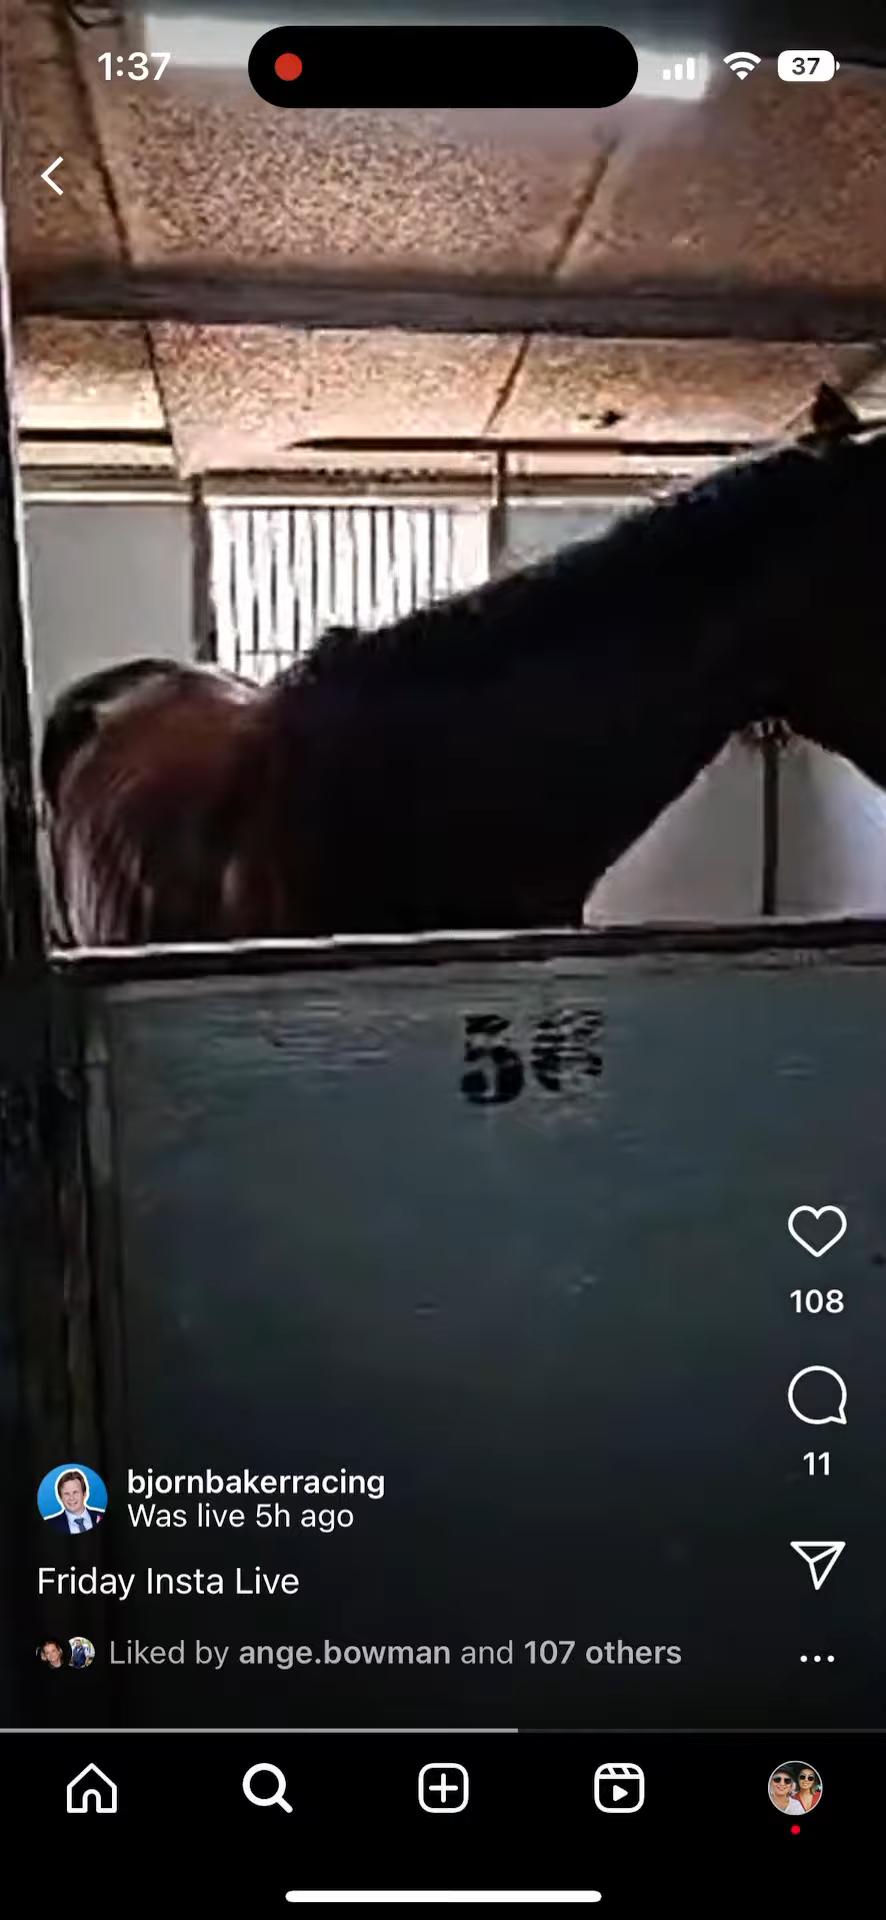 1:37
37
58
108
11
bjornbakerracing
Was live 5h ago
Friday Insta Live
Liked by ange.bowman and 107 others